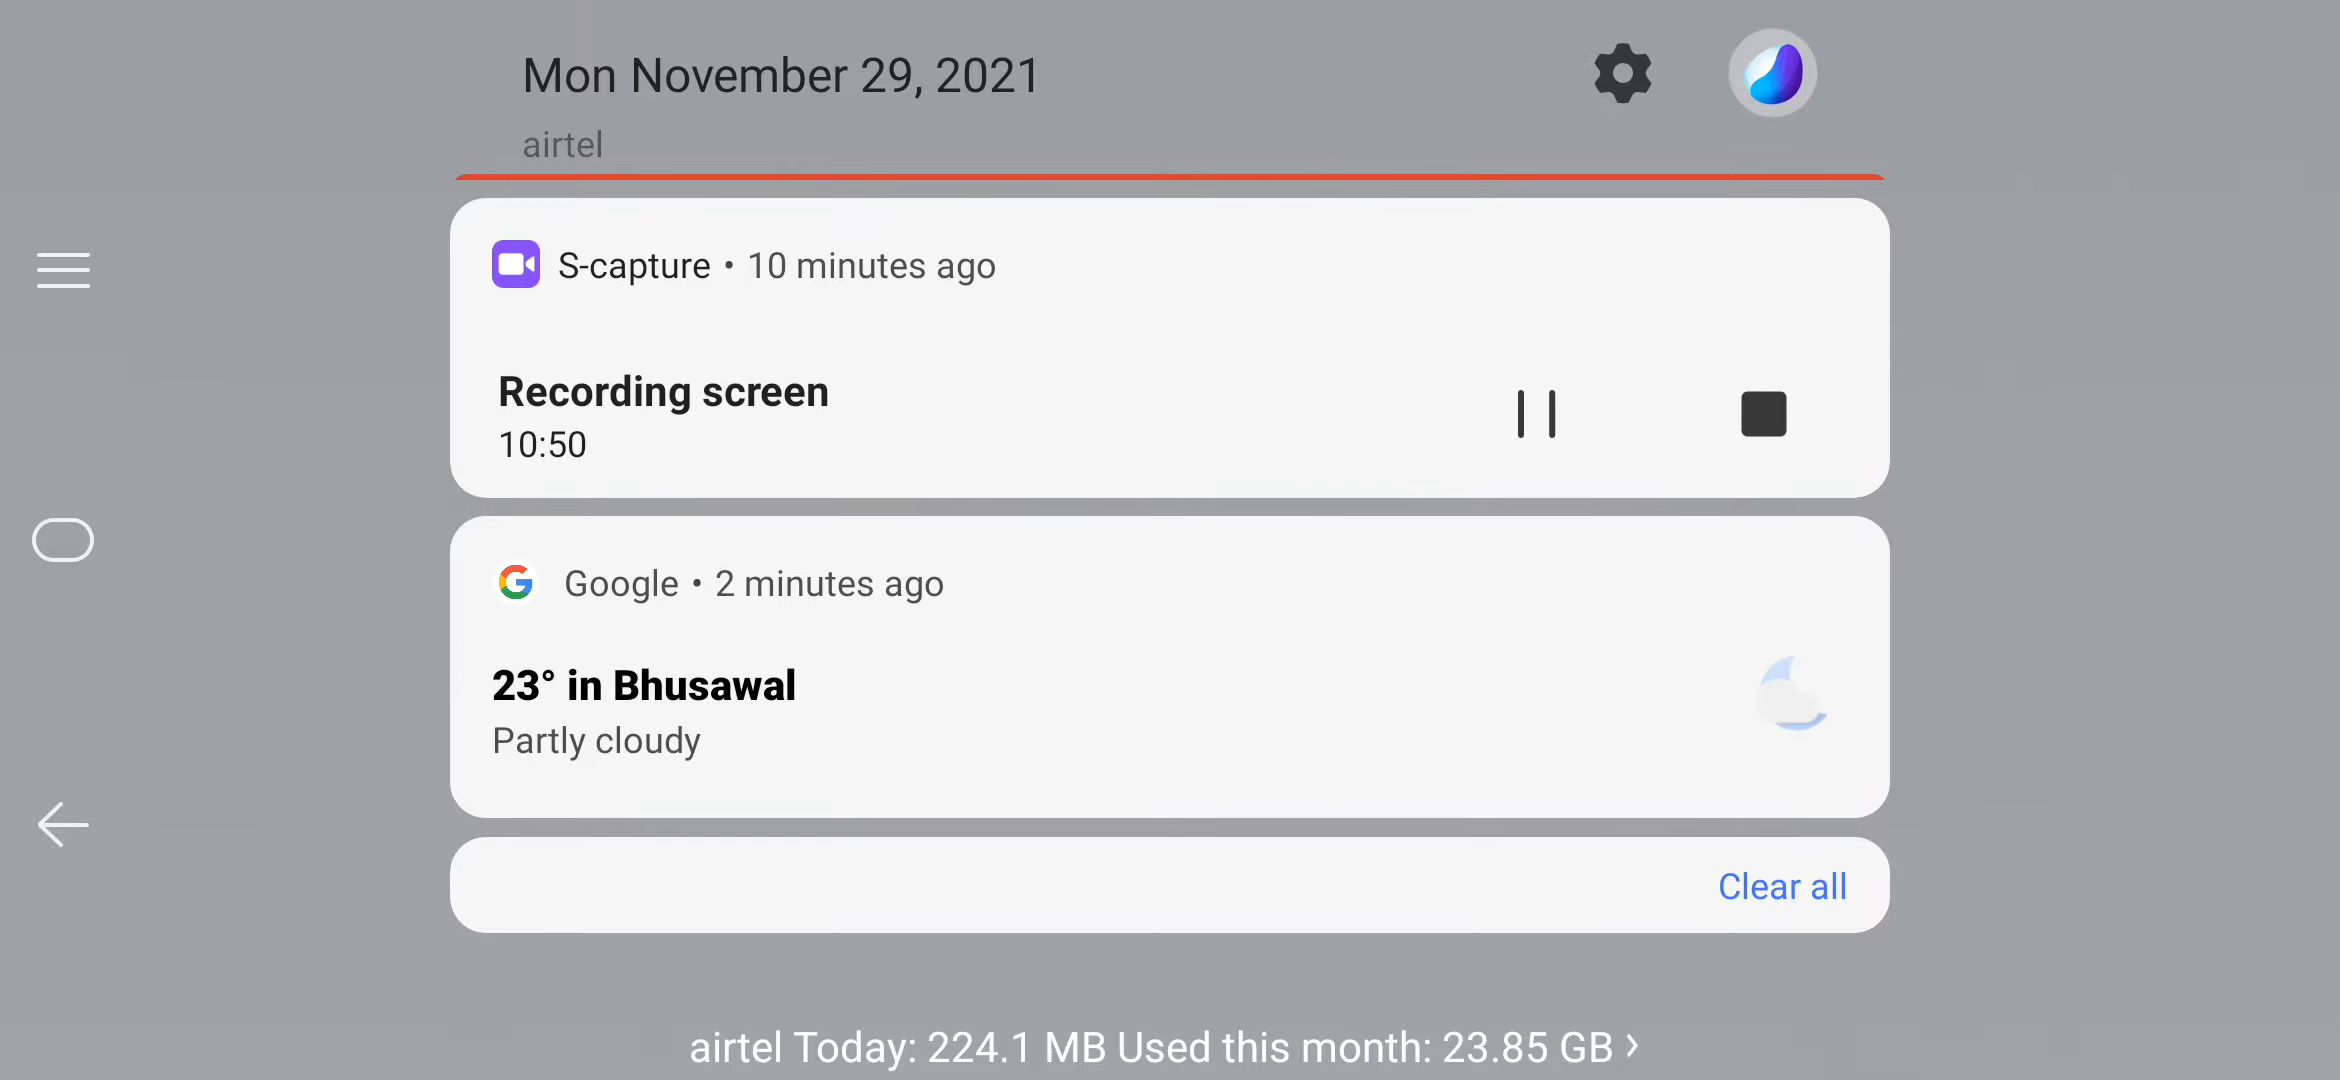 Mon November 29, 2021
airtel
S-capture • 10 minutes ago
Recording screen
10:50
Google • 2 minutes ago
23° in Bhusawal
Partly cloudy
Clear all
airtel Today: 224.1 MB Used this month: 23.85 GB ›